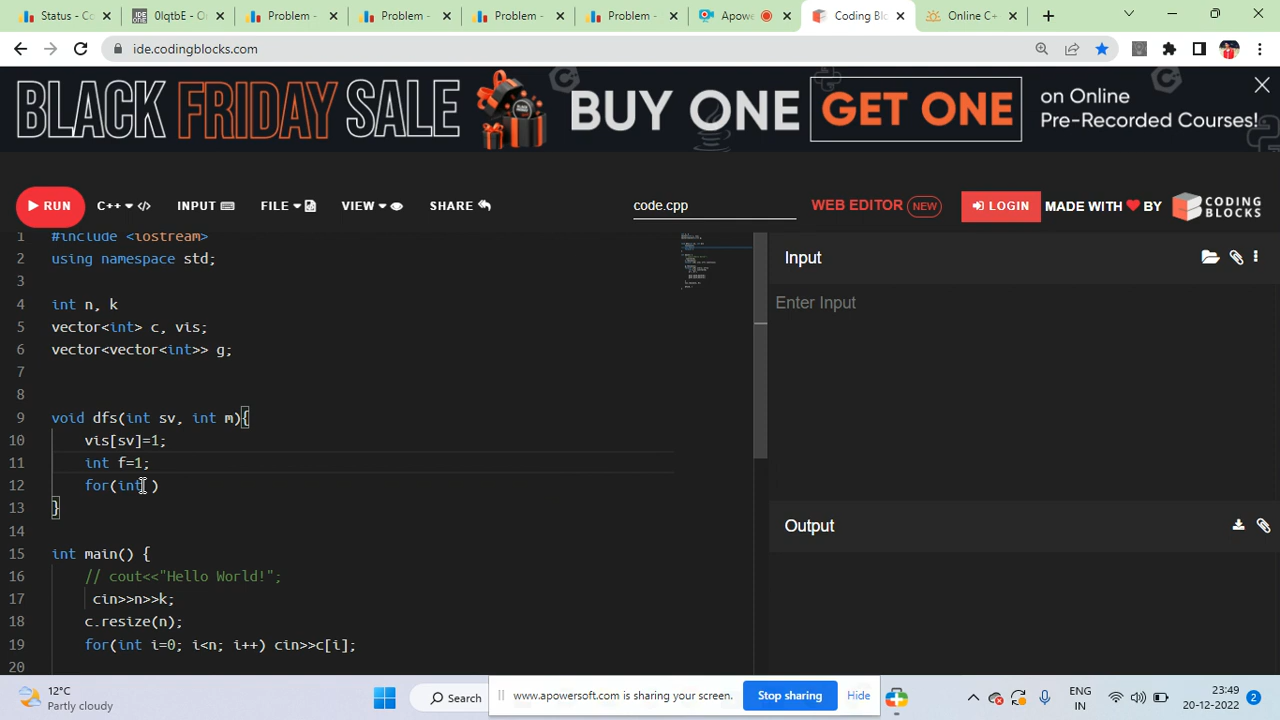 Status - Co
0lqtbE - O
Problem -
Problem -
Problem -
Problem -
Apowe
Coding Bl
Online C+
ide.codingblocks.com
BLACK FRIDAY SALE
BUY ONE GET ONE
on Online
Pre-Recorded Courses!
RUN
C++
INPUT
FILE
VIEW
SHARE
code.cpp
WEB EDITOR NEW
LOGIN
MADE WITH BY CODING BLOCKS
1 #include <iostream>
2 using namespace std;
3
4 int n, k
5 vector<int> c, vis;
6 vector<vector<int>> g;
7
8
9 void dfs(int sv, int m){
10 vis[sv]=1;
11 int f=1;
12 for(int )
13 }
14
15 int main() {
16 // cout<<"Hello World!";
17 cin>>n>>k;
18 c.resize(n);
19 for(int i=0; i<n; i++) cin>>c[i];
20
Input
Enter Input
Output
12°C
Partly cloudy
Search
www.apowersoft.com is sharing your screen.
Stop sharing
Hide
ENG
IN
23:49
20-12-2022
2